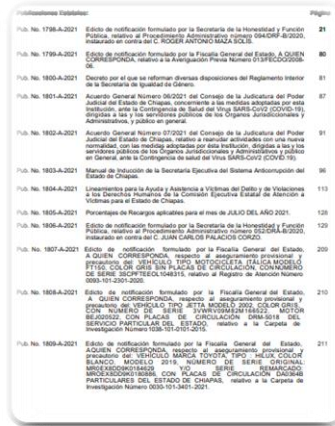 Publicaciones Estatales: Página
Pub. No. 1798-A-2021 Edicto de notificación formulado por la Secretaría de la Honestidad y Función 21
Pública, relativo al Procedimiento Administrativo número 094/DRF-B/2020,
instaurado en contra del C. ROGER ANTONIO MAZA SOLIS.
Pub. No. 1799-A-2021 Edicto de notificación formulado por la Fiscalía General del Estado, A QUIEN 80
CORRESPONDA, relativo a la Averiguación Previa Número 013/FECDO/2008-
06.
Pub. No. 1800-A-2021 Decreto por el que se reforman diversas disposiciones del Reglamento Interior 81
de la Secretaría de Igualdad de Género.
Pub. No. 1801-A-2021 Acuerdo General Número 06/2021 del Consejo de la Judicatura del Poder 87
Judicial del Estado de Chiapas, concerniente a las medidas adoptadas por esta
Institución, ante la Contingencia de Salud del Virus SARS-CoV2 (COVID-19),
dirigidas a las y los servidores públicos de los Órganos Jurisdiccionales y
Administrativos, y público en general.
Pub. No. 1802-A-2021 Acuerdo General Número 07/2021 del Consejo de la Judicatura del Poder
Judicial del Estado de Chiapas, relativo a reanudar actividades con una nueva
normalidad, con las medidas adoptadas por ésta Institución, dirigidas a las y los
servidores públicos de los Órganos Jurisdiccionales y Administrativos y público
en General, ante la Contingencia de salud del Virus SARS-CoV2 (COVID-19).
Pub. No. 1803-A-2021 Manual de Inducción de la Secretaría Ejecutiva del Sistema Anticorrupción del 96
Estado de Chiapas.
Pub. No. 1804-A-2021 Lineamientos para la Ayuda y Asistencia a Víctimas del Delito y de Violaciones 113
a los Derechos Humanos de la Comisión Ejecutiva Estatal de Atención a
Víctimas para el Estado de Chiapas.
Pub. No. 1805-A-2021 Porcentajes de Recargos aplicables para el mes de JULIO DEL AÑO 2021. 128
Pub. No. 1806-A-2021 Edicto de notificación formulado por la Secretaría de la Honestidad y Función 129
Pública, relativo al Procedimiento Administrativo número 052/DRA-B/2020,
instaurado en contra del C. JUAN CARLOS PALACIOS CORZO.
Pub. No. 1807-A-2021 Edicto de notificación formulado por la Fiscalía General del Estado, 209
A QUIEN CORRESPONDA, respecto al aseguramiento provisional y
precautorio del VEHÍCULO TIPO MOTOCICLETA ITÁLICA MODELO
FT150, COLOR GRIS SIN PLACAS DE CIRCULACIÓN, CON NÚMERO
DE SERIE 3SCPFTEE0L1048315, relativo al Registro de Atención Número
0093-101-2301-2020.
Pub. No. 1808-A-2021 Edicto de notificación formulado por la Fiscalía General del Estado, 210
A QUIEN CORRESPONDA, respecto al aseguramiento provisional y
precautorio del VEHÍCULO TIPO JETTA MODELO 2002, COLOR GRIS,
CON NÚMERO DE SERIE 3VWRV09M82M166522, MOTOR
BEJ020522, CON PLACAS DE CIRCULACIÓN DRM-5018 DEL
SERVICIO PARTICULAR DEL ESTADO, relativo a la Carpeta de
Investigación Número 1038-101-0101-2015.
Pub. No. 1809-A-2021 Edicto de notificación formulado por la Fiscalía General del Estado, 211
A QUIEN CORRESPONDA, respecto al aseguramiento provisional y
precautorio del VEHÍCULO MARCA TOYOTA, TIPO : HILUX, COLOR
BLANCO, MODELO 2015, NÚMERO DE SERIE ORIGINAL:
MR0EX8DD9K0184629 Y/O SERIE REMARCADO:
MR0EX8DD9K0180886, CON PLACAS DE CIRCULACIÓN DA0364B
PARTICULARES DEL ESTADO DE CHIAPAS, relativo a la Carpeta de
Investigación Número 0030-101-3401-2021.